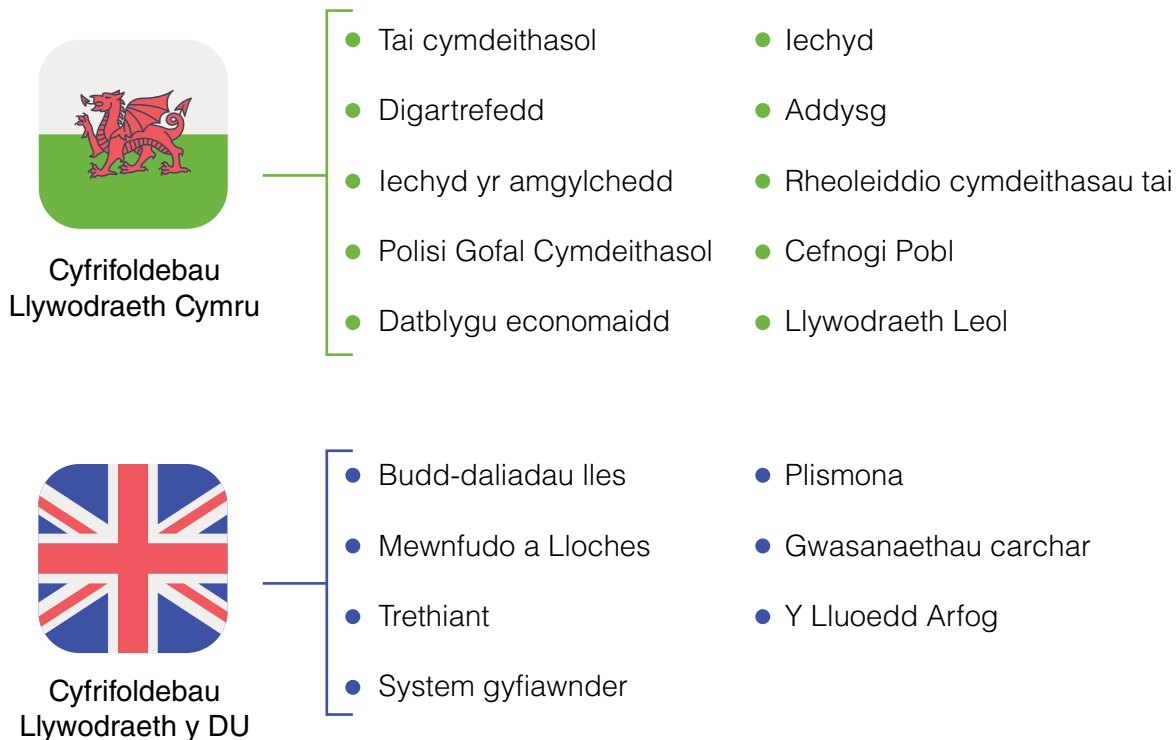 Cyfrifoldebau
Llywodraeth Cymru
Tai cymdeithasol
Digartrefedd
Iechyd yr amgylchedd
Polisi Gofal Cymdeithasol
Datblygu economaidd
Iechyd
Addysg
Rheoleiddio cymdeithasau tai
Cefnogi Pobl
Llywodraeth Leol
Cyfrifoldebau
Llywodraeth y DU
Budd-daliadau lles
Mewnfudo a Lloches
Trethiant
System gyfiawnder
Plismona
Gwasanaethau carchar
Y Lluoedd Arfog